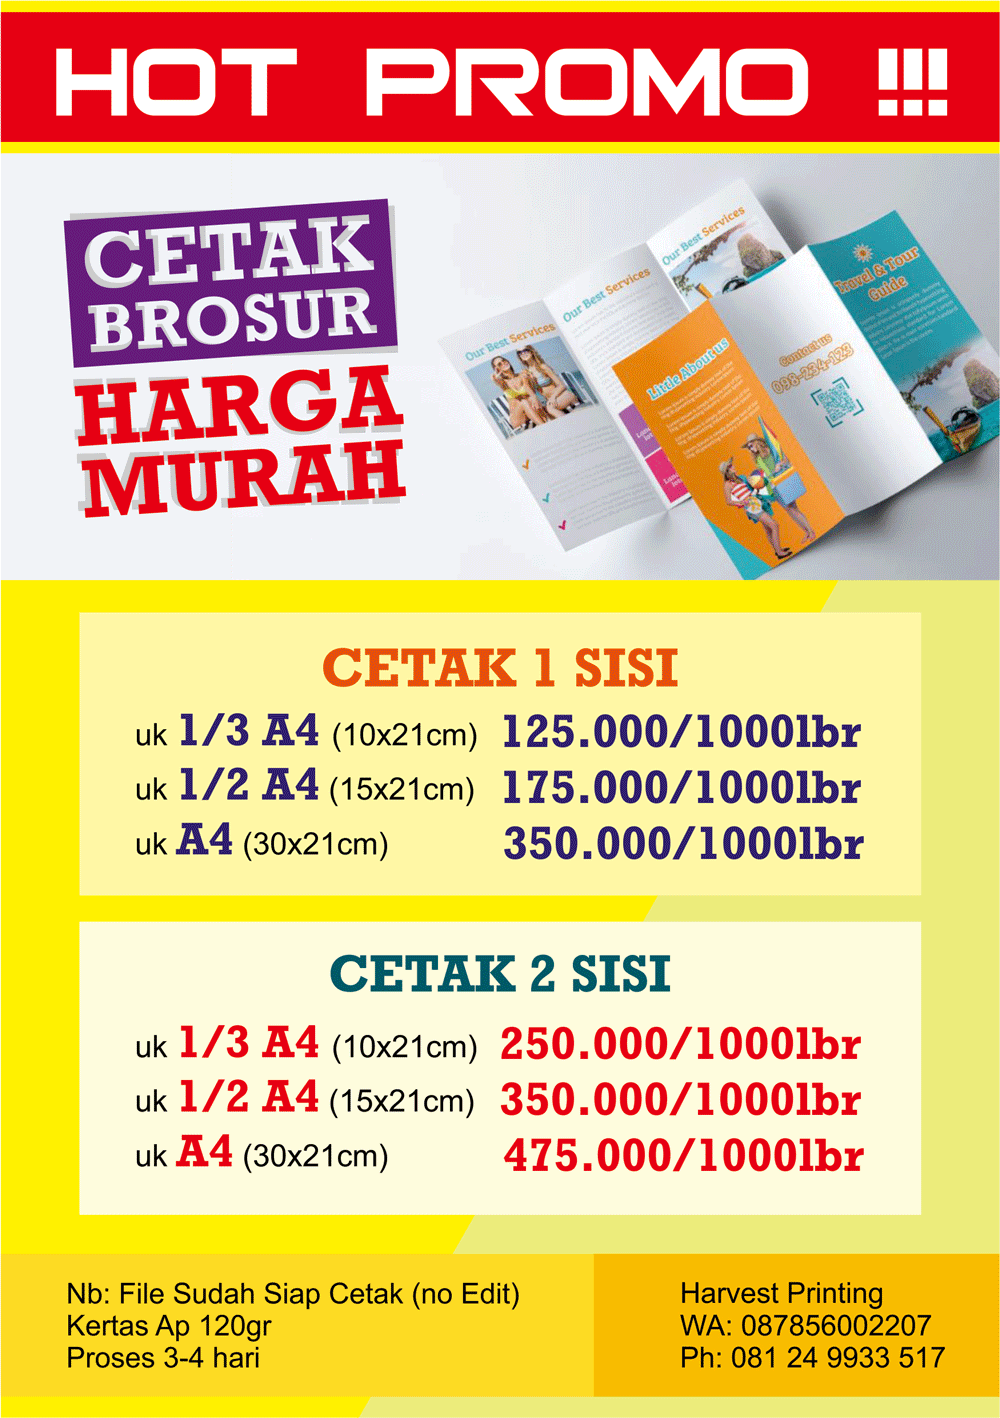 HOT PROMO !!!
CETAK
BROSUR
HARGA
MURAH
Our Best Services
Our Best Services
Our Best Services
Little About us
Contact us
098-234-123
Travel & Tour
Guide
CETAK 1 SISI
uk 1/3 A4 (10x21cm) 125.000/1000lbr
uk 1/2 A4 (15x21cm) 175.000/1000lbr
uk A4 (30x21cm) 350.000/1000lbr
CETAK 2 SISI
uk 1/3 A4 (10x21cm) 250.000/1000lbr
uk 1/2 A4 (15x21cm) 350.000/1000lbr
uk A4 (30x21cm) 475.000/1000lbr
Nb: File Sudah Siap Cetak (no Edit)
Kertas Ap 120gr
Proses 3-4 hari
Harvest Printing
WA: 087856002207
Ph: 081 24 9933 517